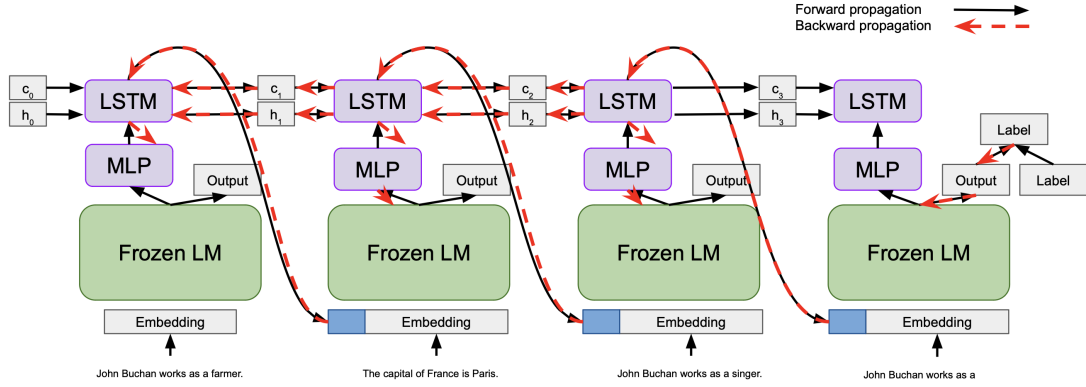 Forward propagation
Backward propagation
c0
h0
LSTM
c1
h1
LSTM
c2
h2
LSTM
c3
h3
LSTM
MLP
MLP
MLP
MLP
Output
Output
Output
Output
Label
Label
Frozen LM
Frozen LM
Frozen LM
Frozen LM
Embedding
Embedding
Embedding
Embedding
John Buchan works as a farmer.
The capital of France is Paris.
John Buchan works as a singer.
John Buchan works as a